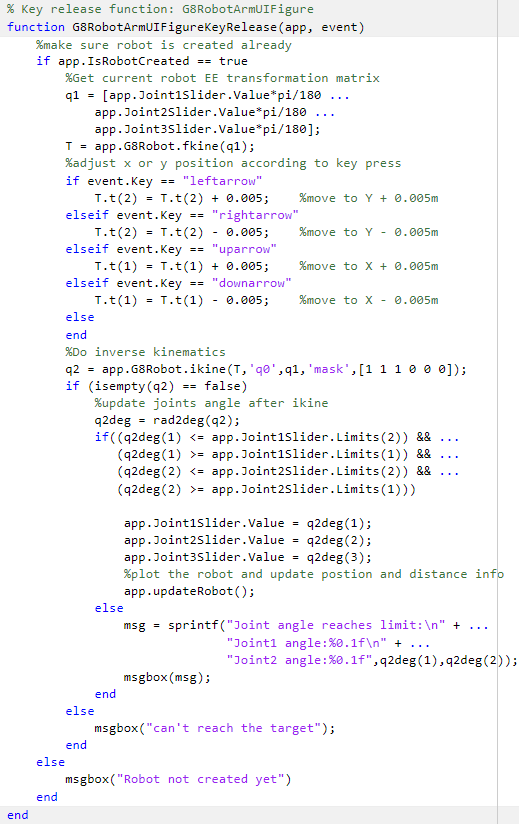 % Key release function: G8RobotArmUIFigure
function G8RobotArmUIFigureKeyRelease(app, event)
    %make sure robot is created already
    if app.IsRobotCreated == true
        %Get current robot EE transformation matrix
        q1 = [app.Joint1Slider.Value*pi/180 ...
            app.Joint2Slider.Value*pi/180 ...
            app.Joint3Slider.Value*pi/180];
        T = app.G8Robot.fkine(q1);
        %adjust x or y position according to key press
        if event.Key == "leftarrow"
            T.t(2) = T.t(2) + 0.005;    %move to Y + 0.005m
        elseif event.Key == "rightarrow"
            T.t(2) = T.t(2) - 0.005;    %move to Y - 0.005m
        elseif event.Key == "uparrow"
            T.t(1) = T.t(1) + 0.005;    %move to X + 0.005m
        elseif event.Key == "downarrow"
            T.t(1) = T.t(1) - 0.005;    %move to X - 0.005m
        else
        end
        %Do inverse kinematics
        q2 = app.G8Robot.ikine(T,'q0',q1,'mask',[1 1 1 0 0 0]);
        if (isempty(q2) == false)
            %update joints angle after ikine
            q2deg = rad2deg(q2);
            if((q2deg(1) <= app.Joint1Slider.Limits(2)) && ...
               (q2deg(1) >= app.Joint1Slider.Limits(1)) && ...
               (q2deg(2) <= app.Joint2Slider.Limits(2)) && ...
               (q2deg(2) >= app.Joint2Slider.Limits(1)))

                app.Joint1Slider.Value = q2deg(1);
                app.Joint2Slider.Value = q2deg(2);
                app.Joint3Slider.Value = q2deg(3);
                %plot the robot and update postion and distance info
                app.updateRobot();
            else
                msg = sprintf("Joint angle reaches limit:\n" + ...
                              "Joint1 angle:%0.1f\n" + ...
                              "Joint2 angle:%0.1f",q2deg(1),q2deg(2));
                msgbox(msg);
            end
        else
            msgbox("can't reach the target");
        end
    else
        msgbox("Robot not created yet")
    end
end